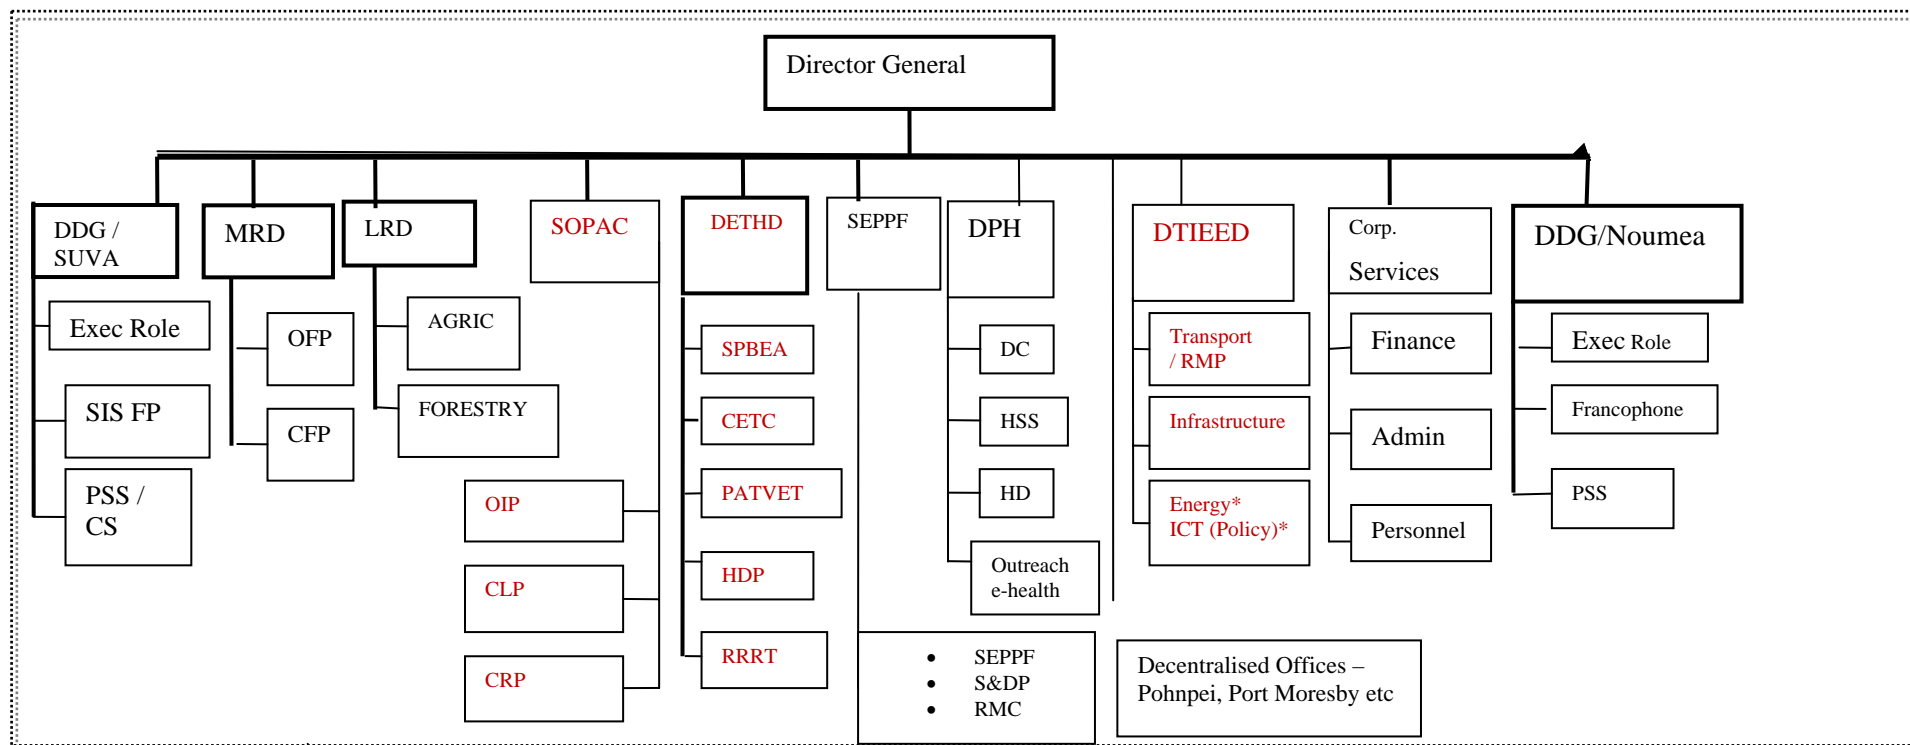 Director General
DDG /
SUVA
MRD
LRD
SOPAC
DETHD
SEPPF
DPH
DTIEED
Corp.
Services
DDG/Noumea
Exec Role
SIS FP
PSS /
CS
OFP
CFP
AGRIC
FORESTRY
OIP
CLP
CRP
SPBEA
CETC
PATVET
HDP
RRRT
• SEPPF
• S&DP
• RMC
DC
HSS
HD
Outreach
e-health
Decentralised Offices –
Pohnpei, Port Moresby etc
Transport
/ RMP
Infrastructure
Energy*
ICT (Policy)*
Finance
Admin
Personnel
Exec Role
Francophone
PSS